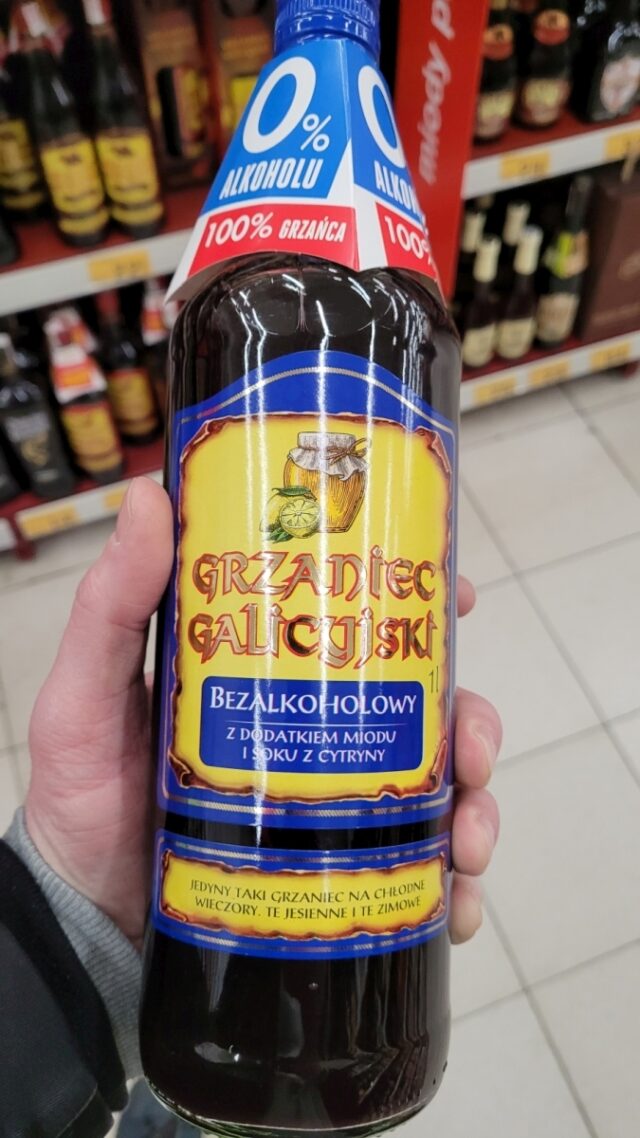 0%
ALKOHOLU
100% GRZAŃCA
0
ALKO
100%
miody p
GRZANIEC
GALICYJSKI
1l
BEZALKOHOLOWY
Z DODATKIEM MIODU
I SOKU Z CYTRYNY
JEDYNY TAKI GRZANIEC NA CHŁODNE
WIECZORY. TE JESIENNE I TE ZIMOWE